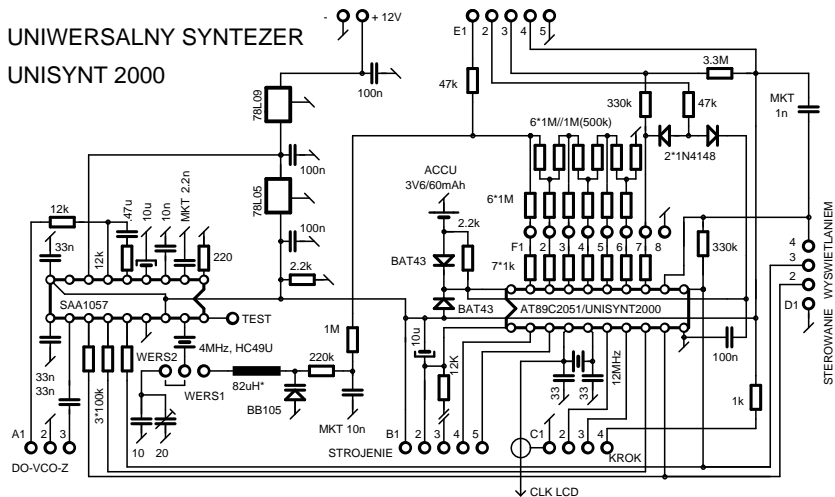 UNIWERSALNY SYNTEZER
UNISYNT 2000
- + 12V
E1 2 3 4 5
100n
78L09
47k
3.3M
330k
47k
MKT
1n
6*1M//1M(500k)
2*1N4148
100n
78L05
ACCU
3V6/60mAh
6*1M
2.2k
12k
.47u
10u
10n
MKT 2.2n
100n
220
33n
12k
2.2k
BAT43
F1 2 3 4 5 6 7 8
7*1k
330k
4
3
2
D1
STEROWANIE WYSWIETLANIEM
SAA1057
TEST
BAT43
AT89C2051/UNISYNT2000
1M
10u
12K
100n
33n
33n
3*100k
4MHz, HC49U
WERS2
WERS1
82uH*
220k
BB105
MKT 10n
33
33
12MHz
1k
10
20
A1 2 3
DO-VCO-Z
STROJENIE
B1 2 3 4 5
C1 2 3 4
KROK
CLK LCD